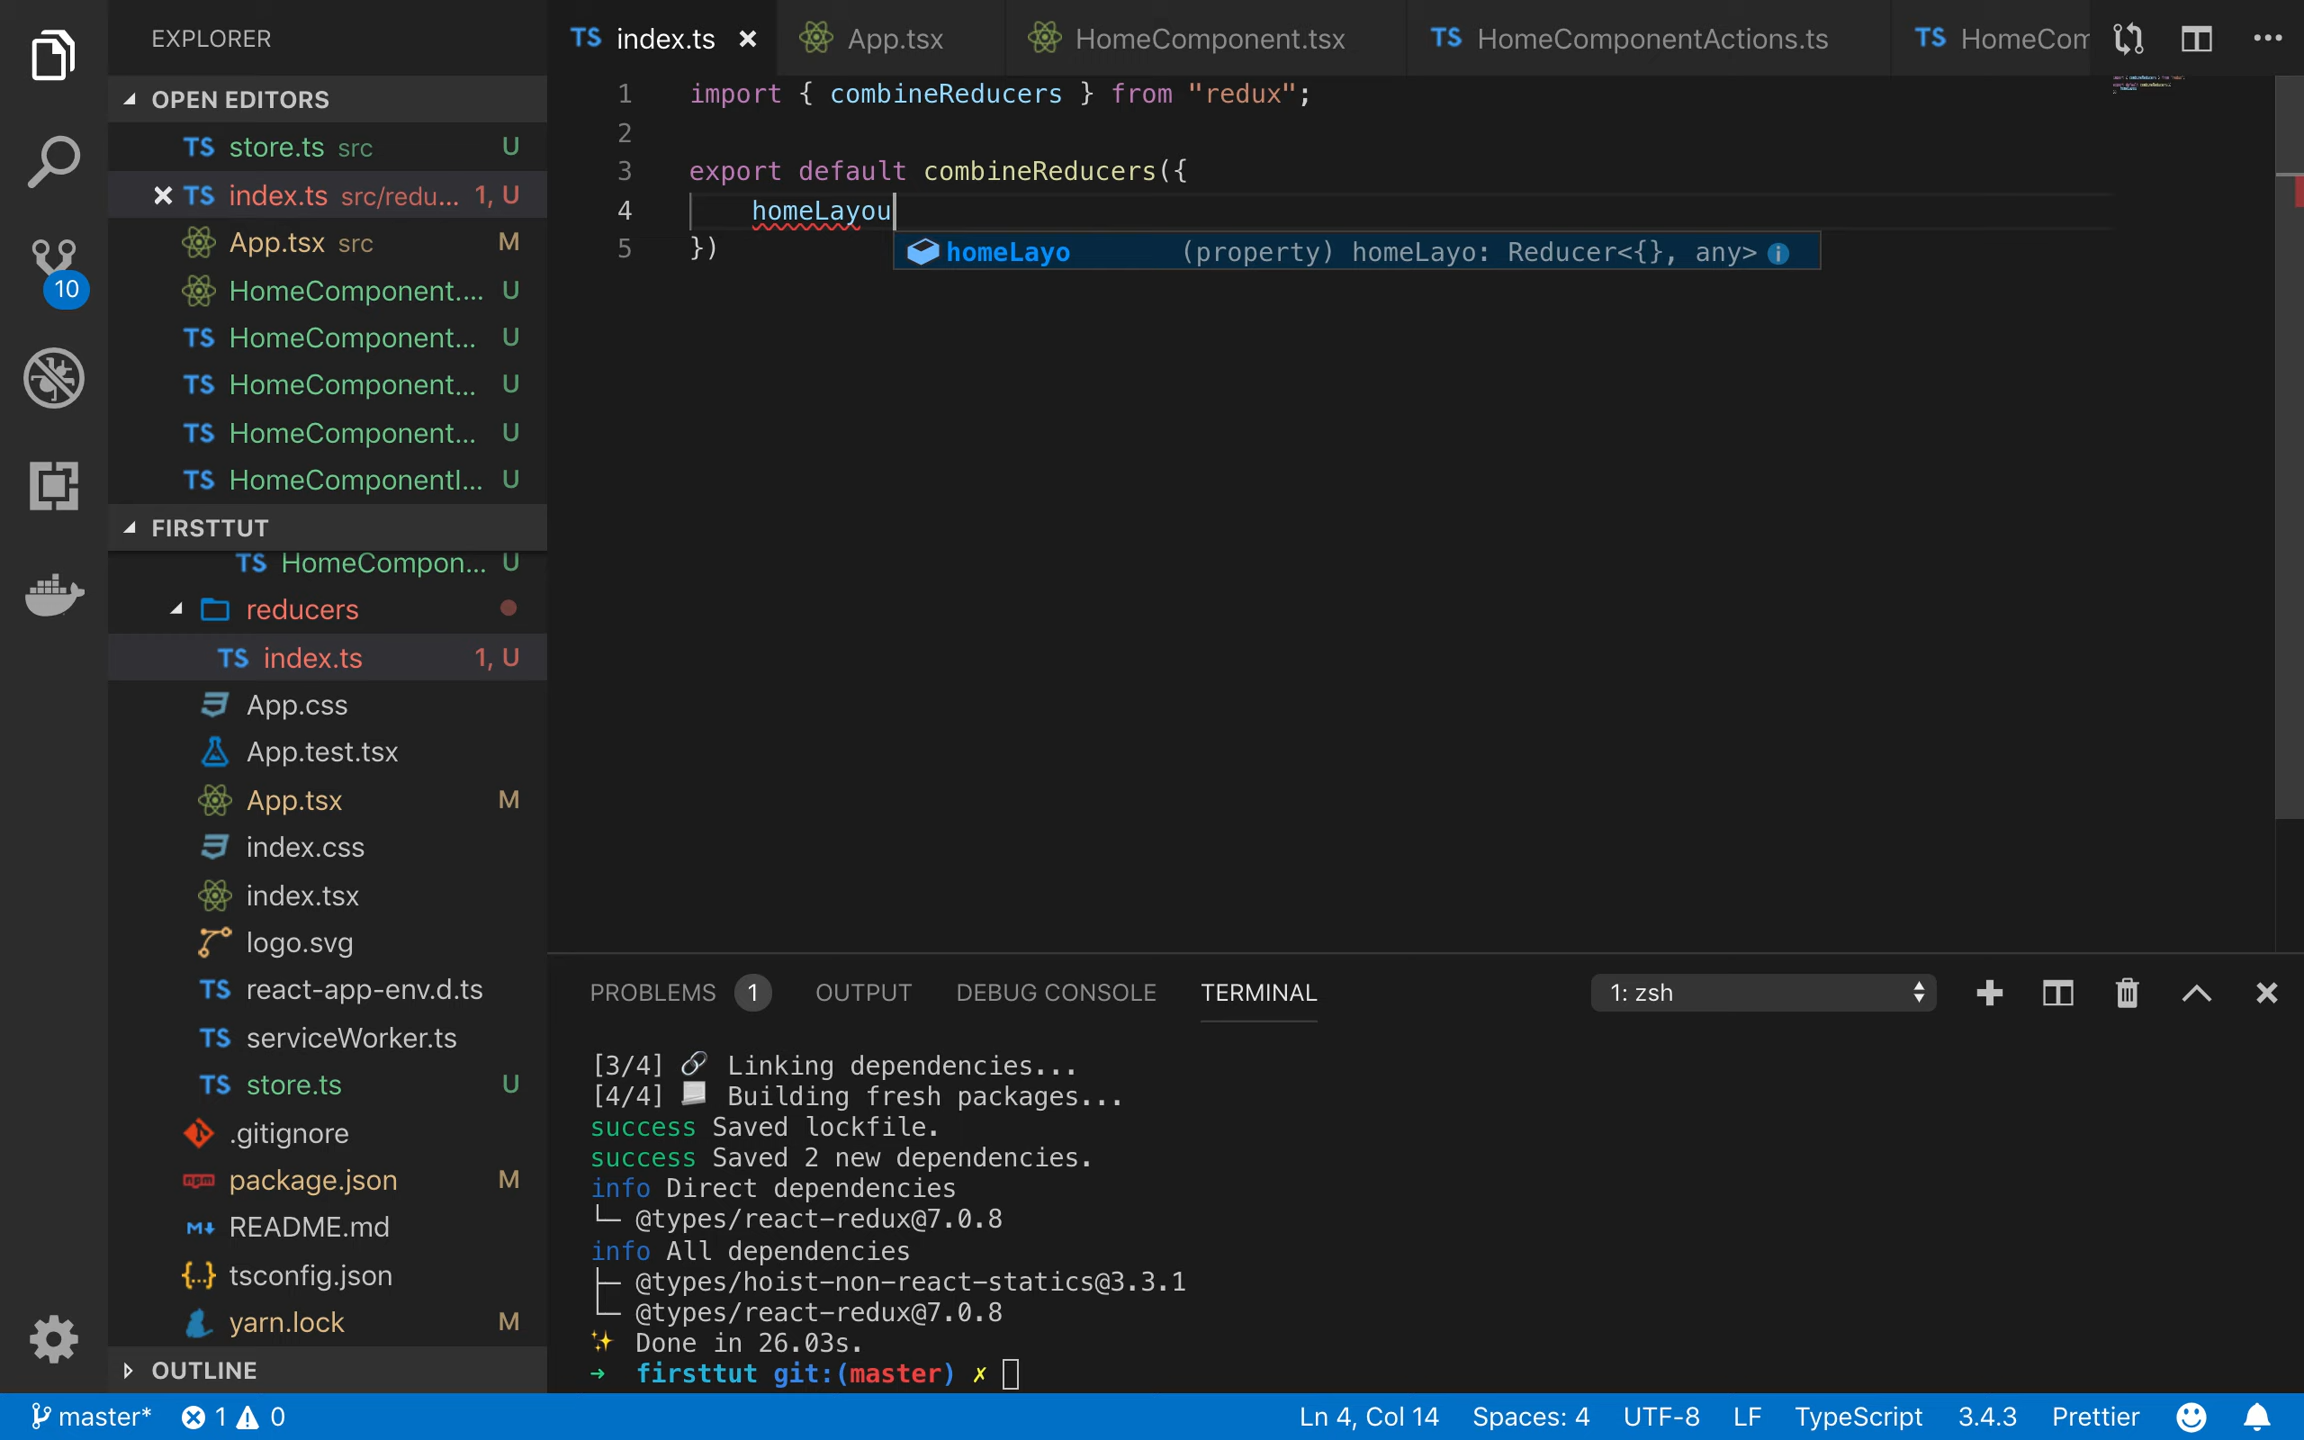 EXPLORER
OPEN EDITORS
TS store.ts src U
TS index.ts src/redu... 1, U
App.tsx src M
HomeComponent.... U
TS HomeComponent... U
TS HomeComponent... U
TS HomeComponent... U
TS HomeComponentI... U
FIRSTTUT
TS HomeCompon... U
reducers
TS index.ts 1, U
App.css
App.test.tsx
App.tsx M
index.css
index.tsx
logo.svg
TS react-app-env.d.ts
TS serviceWorker.ts
TS store.ts U
.gitignore
npm package.json M
README.md
{...} tsconfig.json
yarn.lock M
OUTLINE
10
TS index.ts
App.tsx
HomeComponent.tsx
TS HomeComponentActions.ts
TS HomeCom
1 import { combineReducers } from "redux";
2
3 export default combineReducers({
4 homeLayou
5 })
homeLayo (property) homeLayo: Reducer<{}, any>
PROBLEMS 1 OUTPUT DEBUG CONSOLE TERMINAL 1: zsh
[3/4] 🔗 Linking dependencies...
[4/4] 📃 Building fresh packages...
success Saved lockfile.
success Saved 2 new dependencies.
info Direct dependencies
└─ @types/react-redux@7.0.8
info All dependencies
├─ @types/hoist-non-react-statics@3.3.1
└─ @types/react-redux@7.0.8
✨ Done in 26.03s.
→ firsttut git:(master) ✗
master* 1 0 Ln 4, Col 14 Spaces: 4 UTF-8 LF TypeScript 3.4.3 Prettier